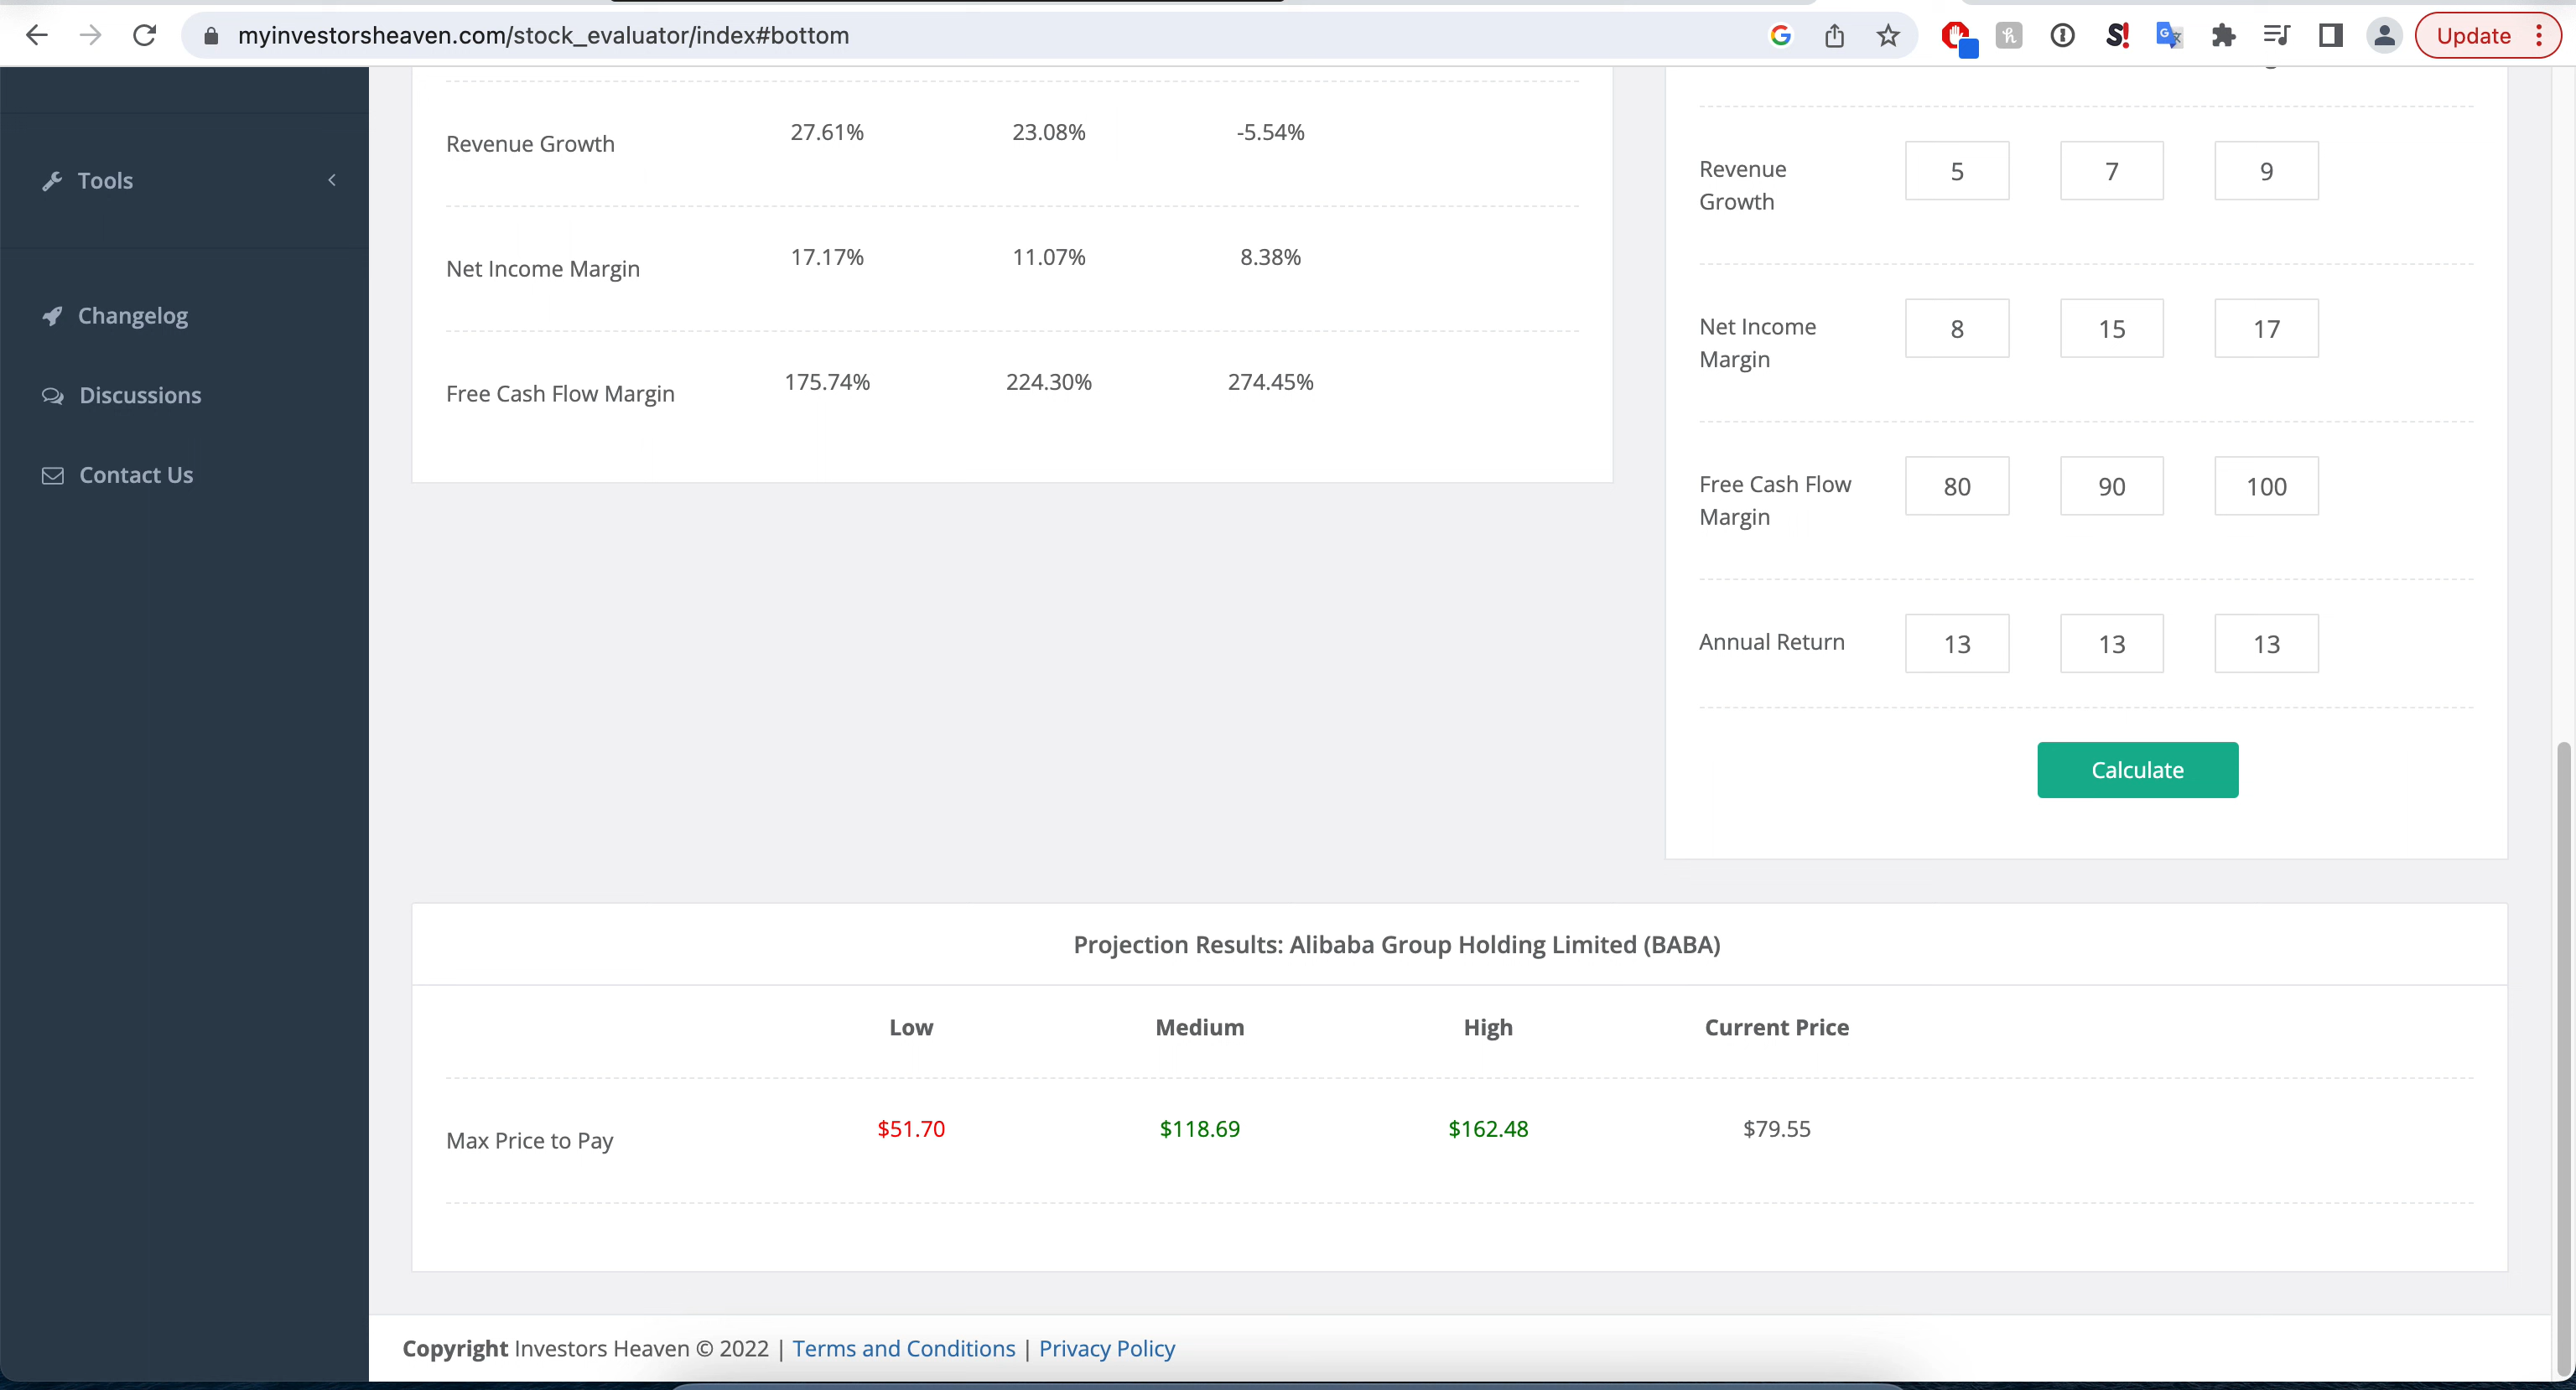 myinvestorsheaven.com/stock_evaluator/index#bottom
Update
Tools
Changelog
Discussions
Contact Us
Revenue Growth 27.61% 23.08% -5.54%
Net Income Margin 17.17% 11.07% 8.38%
Free Cash Flow Margin 175.74% 224.30% 274.45%
Revenue 5 7 9
Growth
Net Income 8 15 17
Margin
Free Cash Flow 80 90 100
Margin
Annual Return 13 13 13
Calculate
Projection Results: Alibaba Group Holding Limited (BABA)
Low Medium High Current Price
Max Price to Pay $51.70 $118.69 $162.48 $79.55
Copyright Investors Heaven © 2022 | Terms and Conditions | Privacy Policy